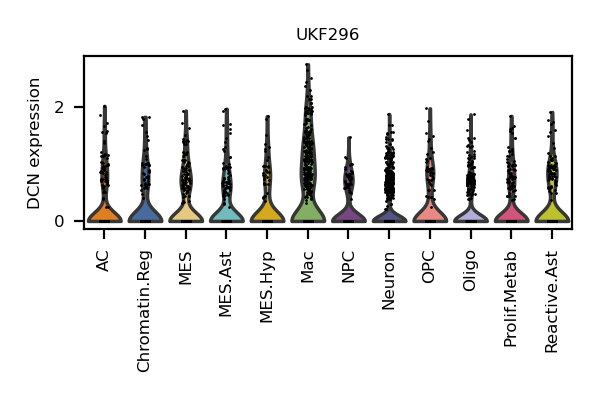 UKF296
DCN expression
2
0
AC
Chromatin.Reg
MES
MES.Ast
MES.Hyp
Mac
NPC
Neuron
OPC
Oligo
Prolif.Metab
Reactive.Ast